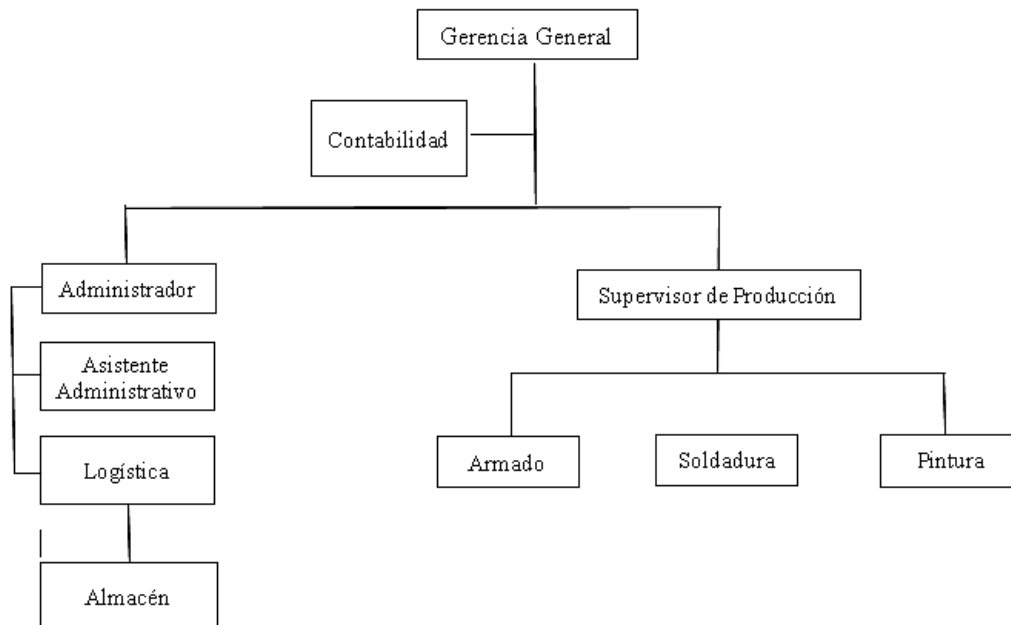 Gerencia General
Contabilidad
Administrador
Supervisor de Producción
Asistente
Administrativo
Armado
Soldadura
Pintura
Logística
Almacén